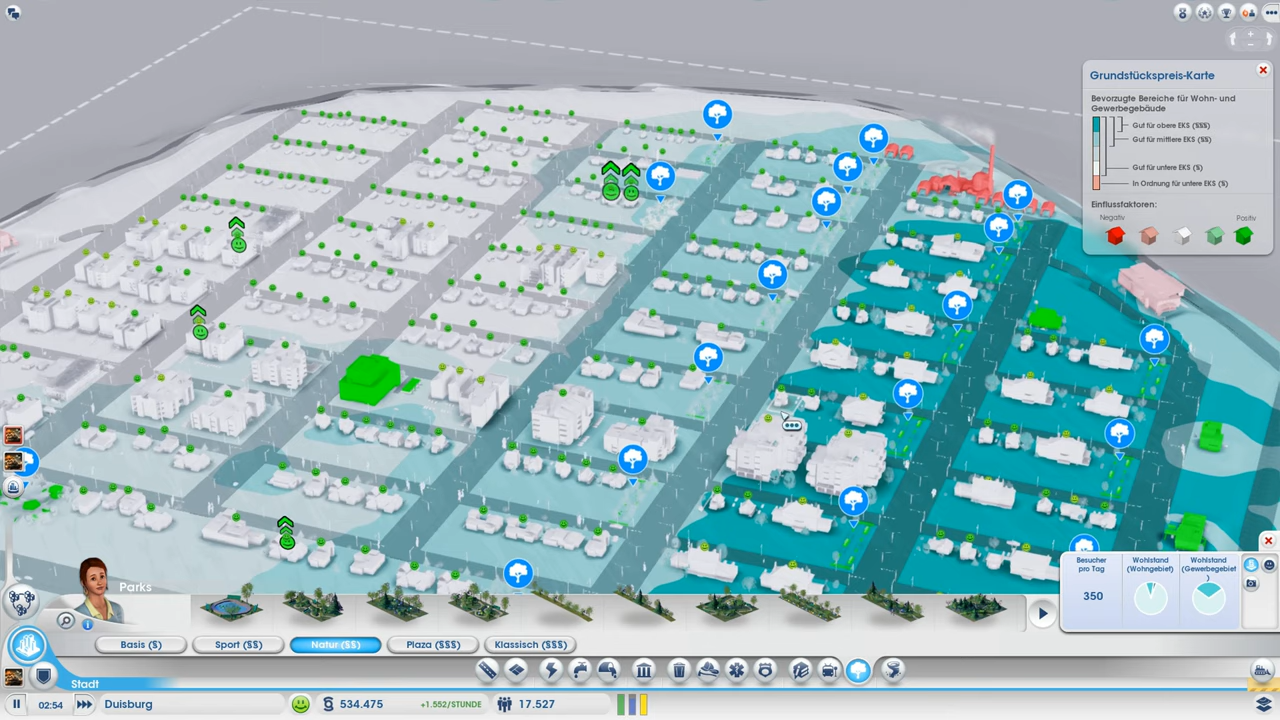 Grundstückspreis-Karte
Bevorzugte Bereiche für Wohn- und
Gewerbegebäude
Gut für obere EKS ($$$)
Gut für mittlere EKS ($$)
Gut für untere EKS ($)
In Ordnung für untere EKS ($)
Einflussfaktoren:
Negativ
Positiv
Besucher
pro Tag
350
Wohlstand
(Wohngebiet)
Wohlstand
(Gewerbegebiet
)
Parks
Basis ($)
Sport ($$)
Natur ($$)
Plaza ($$$)
Klassisch ($$$)
Stadt
02:54
Duisburg
534.475
+1.552/STUNDE
17.527